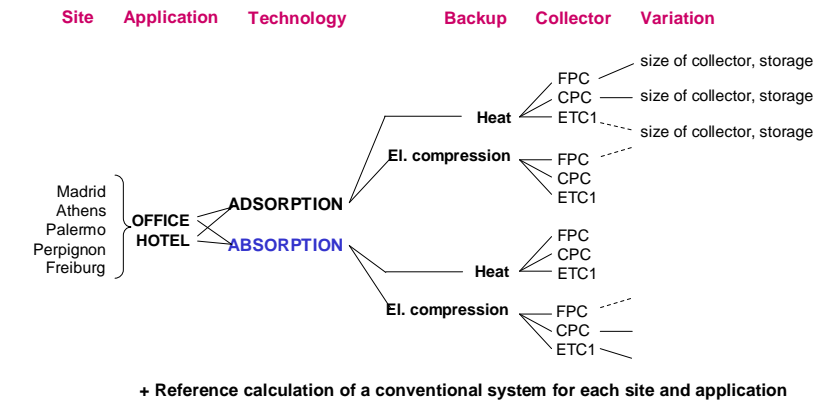 Site Application Technology Backup Collector Variation
size of collector, storage
FPC
CPC size of collector, storage
Heat ETC1
size of collector, storage
El. compression FPC
CPC
ETC1
Madrid
Athens
Palermo
Perpignon
Freiburg
OFFICE
HOTEL
ADSORPTION
ABSORPTION
FPC
CPC
Heat ETC1
El. compression FPC
CPC
ETC1
+ Reference calculation of a conventional system for each site and application